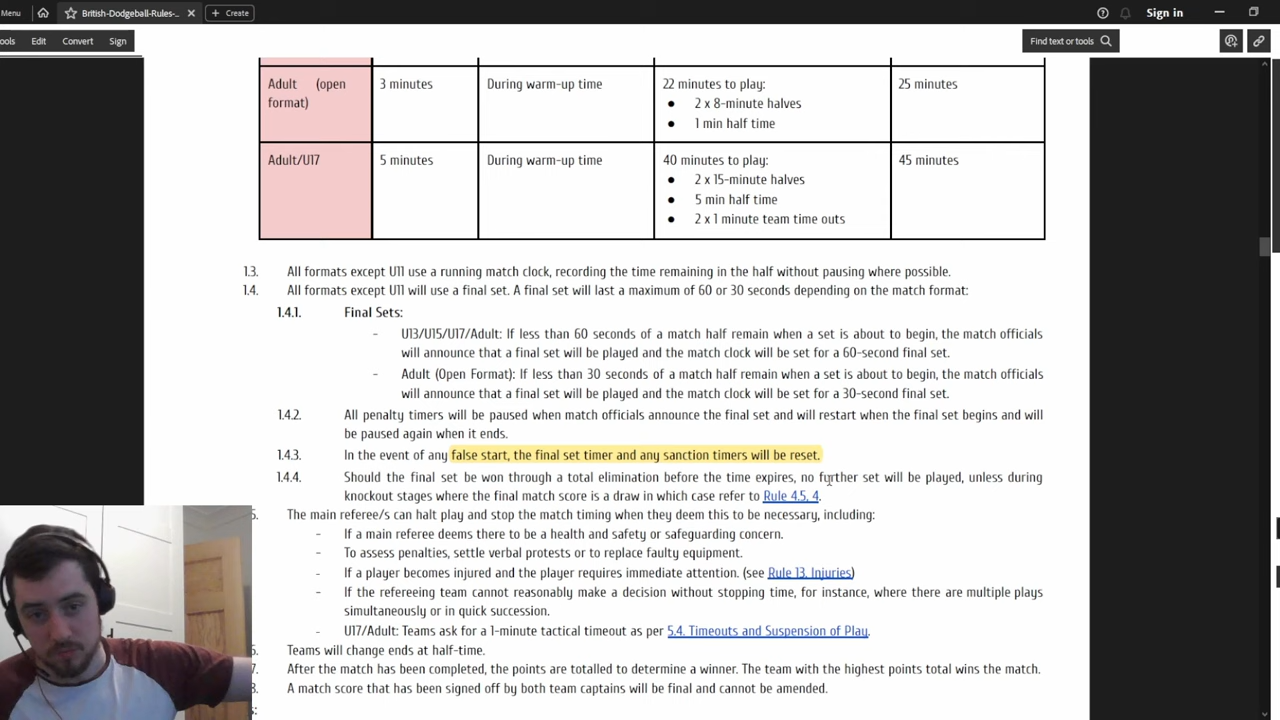 Menu
British-Dodgeball-Rules-...
Create
Sign in
ools Edit Convert Sign
Find text or tools
Adult (open format) 3 minutes During warm-up time 22 minutes to play: 25 minutes
● 2 x 8-minute halves
● 1 min half time
Adult/U17 5 minutes During warm-up time 40 minutes to play: 45 minutes
● 2 x 15-minute halves
● 5 min half time
● 2 x 1 minute team time outs
1.3. All formats except U11 use a running match clock, recording the time remaining in the half without pausing where possible.
1.4. All formats except U11 will use a final set. A final set will last a maximum of 60 or 30 seconds depending on the match format:
1.4.1. Final Sets:
- U13/U15/U17/Adult: If less than 60 seconds of a match half remain when a set is about to begin, the match officials
will announce that a final set will be played and the match clock will be set for a 60-second final set.
- Adult (Open Format): If less than 30 seconds of a match half remain when a set is about to begin, the match officials
will announce that a final set will be played and the match clock will be set for a 30-second final set.
1.4.2. All penalty timers will be paused when match officials announce the final set and will restart when the final set begins and will
be paused again when it ends.
1.4.3. In the event of any false start, the final set timer and any sanction timers will be reset.
1.4.4. Should the final set be won through a total elimination before the time expires, no further set will be played, unless during
knockout stages where the final match score is a draw in which case refer to Rule 4.5, 4.
5. The main referee/s can halt play and stop the match timing when they deem this to be necessary, including:
- If a main referee deems there to be a health and safety or safeguarding concern.
- To assess penalties, settle verbal protests or to replace faulty equipment.
- If a player becomes injured and the player requires immediate attention. (see Rule 13. Injuries)
- If the refereeing team cannot reasonably make a decision without stopping time, for instance, where there are multiple plays
simultaneously or in quick succession.
- U17/Adult: Teams ask for a 1-minute tactical timeout as per 5.4. Timeouts and Suspension of Play.
6. Teams will change ends at half-time.
7. After the match has been completed, the points are totalled to determine a winner. The team with the highest points total wins the match.
8. A match score that has been signed off by both team captains will be final and cannot be amended.
s: